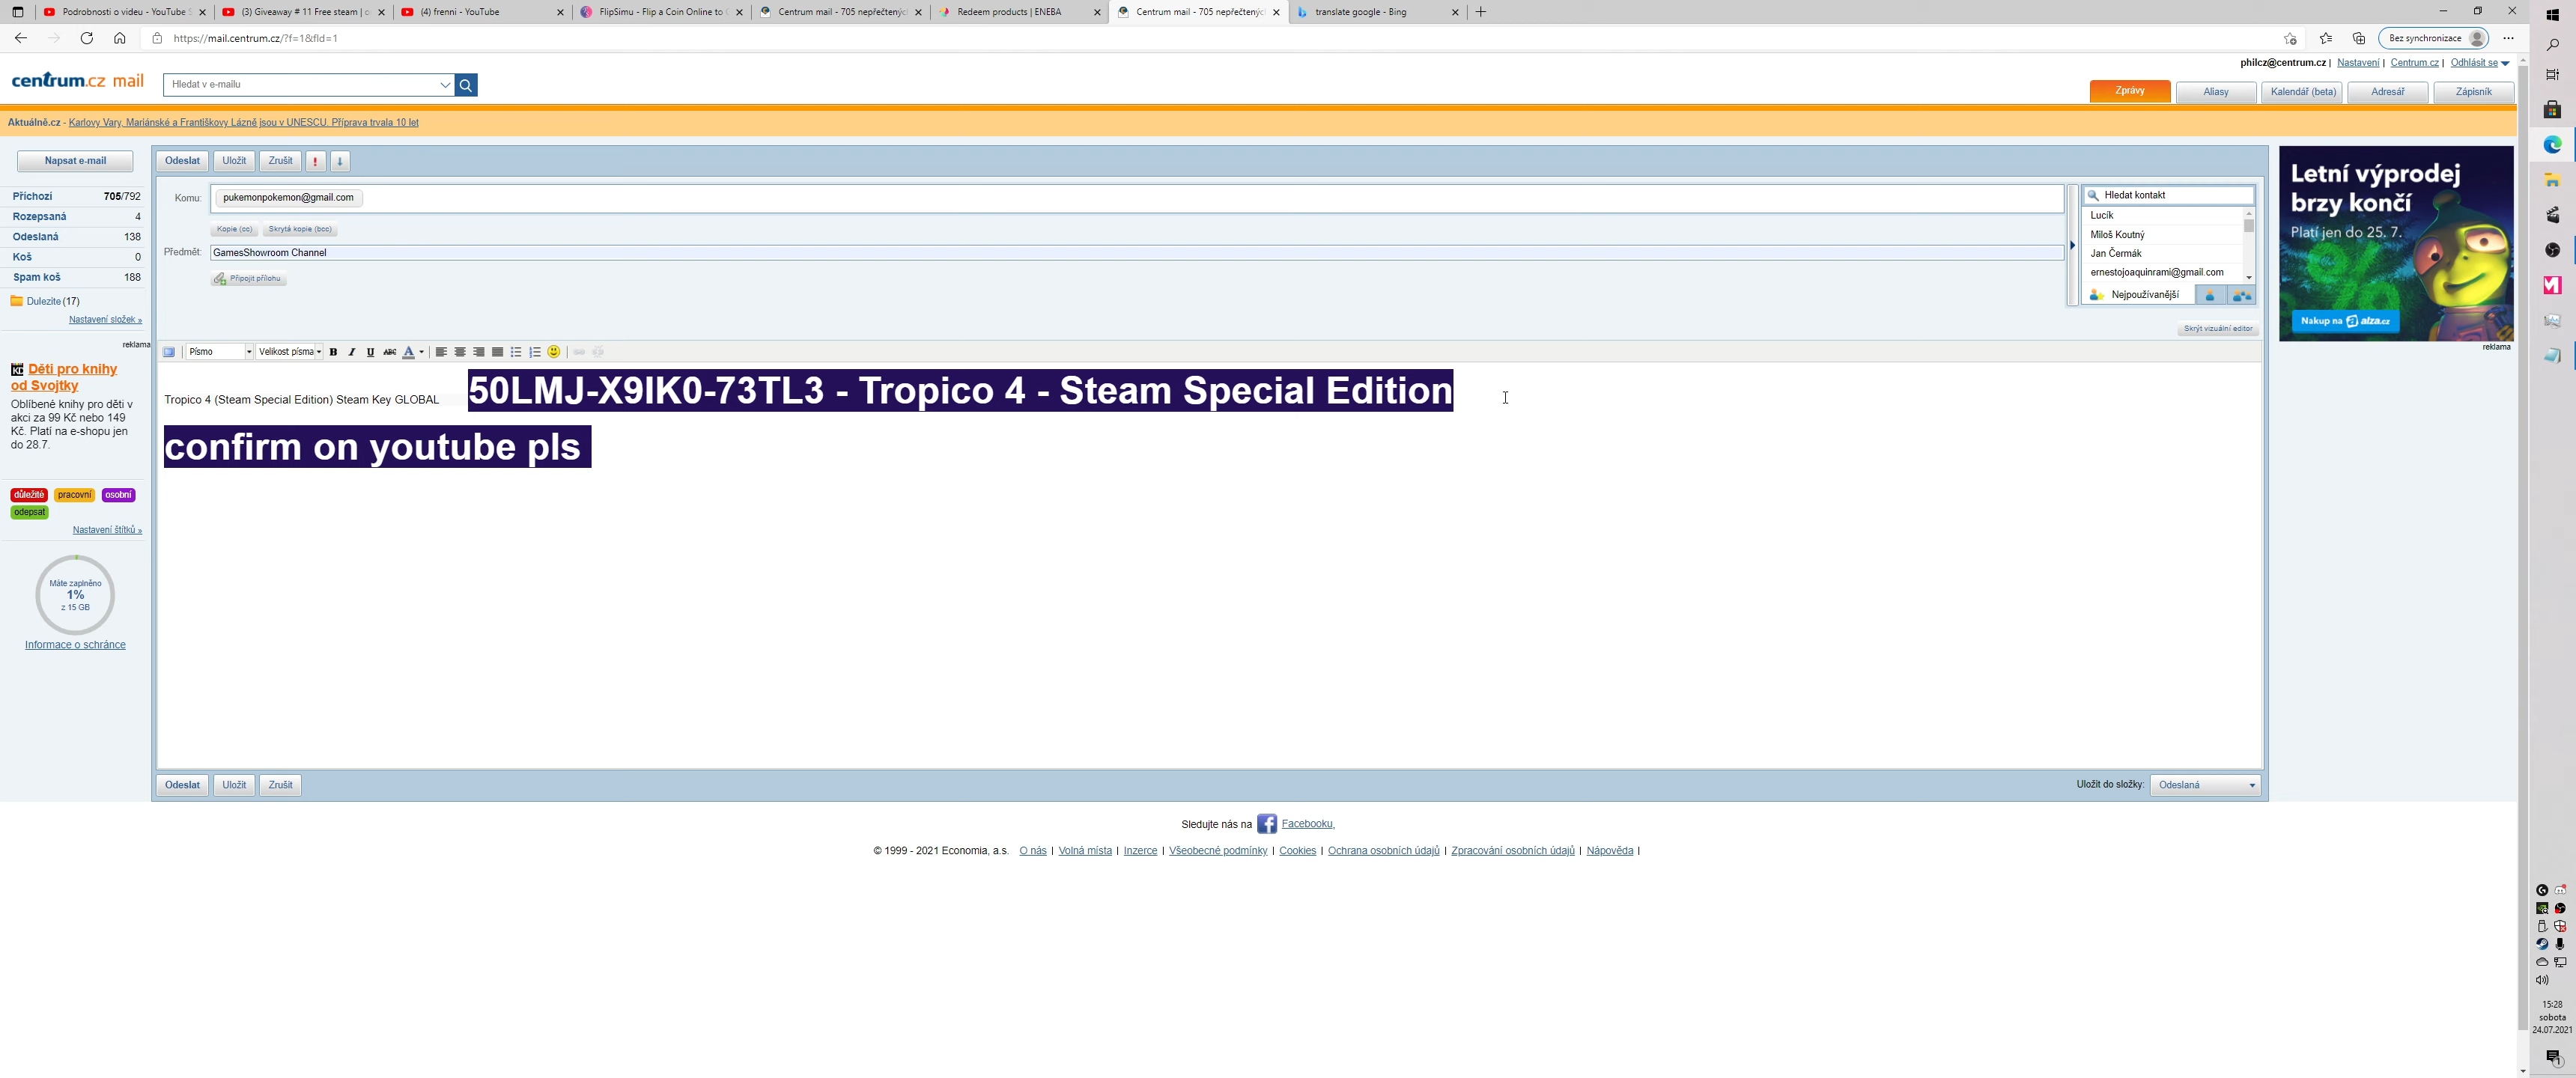 Podrobnosti o videu - YouTube S
(3) Giveaway # 11 Free steam | c
(4) frenni - YouTube
FlipSimu - Flip a Coin Online to
Centrum mail - 705 nepřečtenýc
Redeem products | ENEBA
Centrum mail - 705 nepřečtenýc
translate google - Bing
https://mail.centrum.cz/?f=1&fld=1
Bez synchronizace
centrum.cz mail
Hledat v e-mailu
philcz@centrum.cz | Nastavení | Centrum.cz | Odhlásit se
Zprávy
Aliasy
Kalendář (beta)
Adresář
Zápisník
Aktuálně.cz - Karlovy Vary, Mariánské a Františkovy Lázně jsou v UNESCU. Příprava trvala 10 let
Napsat e-mail
Příchozí 705/792
Rozepsaná 4
Odeslaná 138
Koš 0
Spam koš 188
Dulezite (17)
Nastavení složek »
reklama
KD Děti pro knihy
od Svojtky
Oblíbené knihy pro děti v
akci za 99 Kč nebo 149
Kč. Platí na e-shopu jen
do 28.7.
důležité pracovní osobní
odepsat
Nastavení štítků »
Máte zaplněno
1%
z 15 GB
Informace o schránce
Odeslat Uložit Zrušit
Komu: pukemonpokemon@gmail.com
Kopie (cc) Skrytá kopie (bcc)
Předmět: GamesShowroom Channel
Připojit přílohu
Hledat kontakt
Lucík
Miloš Koutný
Jan Čermák
ernestojoaquinrami@gmail.com
Nejpoužívanější
Skrýt vizuální editor
Písmo Velikost písma B I U ABC A
Tropico 4 (Steam Special Edition) Steam Key GLOBAL 50LMJ-X9IK0-73TL3 - Tropico 4 - Steam Special Edition
confirm on youtube pls
Odeslat Uložit Zrušit
Uložit do složky: Odeslaná
Letní výprodej
brzy končí
Platí jen do 25. 7.
Nakup na alza.cz
reklama
Sledujte nás na Facebooku.
© 1999 - 2021 Economia, a.s. O nás | Volná místa | Inzerce | Všeobecné podmínky | Cookies | Ochrana osobních údajů | Zpracování osobních údajů | Nápověda |
15:28
sobota
24.07.2021
1